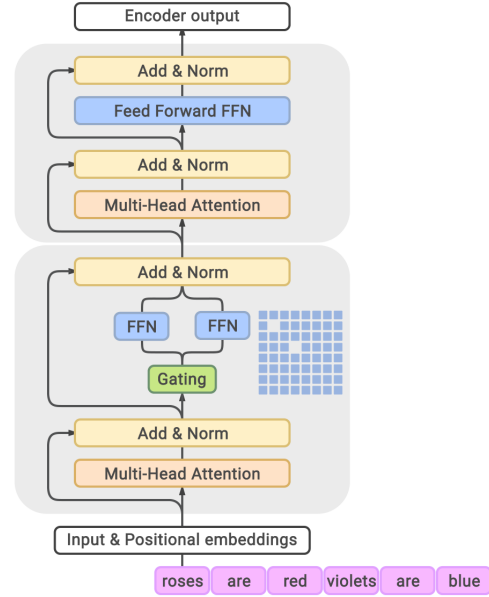 Encoder output
Add & Norm
Feed Forward FFN
Add & Norm
Multi-Head Attention
Add & Norm
FFN FFN
Gating
Add & Norm
Multi-Head Attention
Input & Positional embeddings
roses are red violets are blue